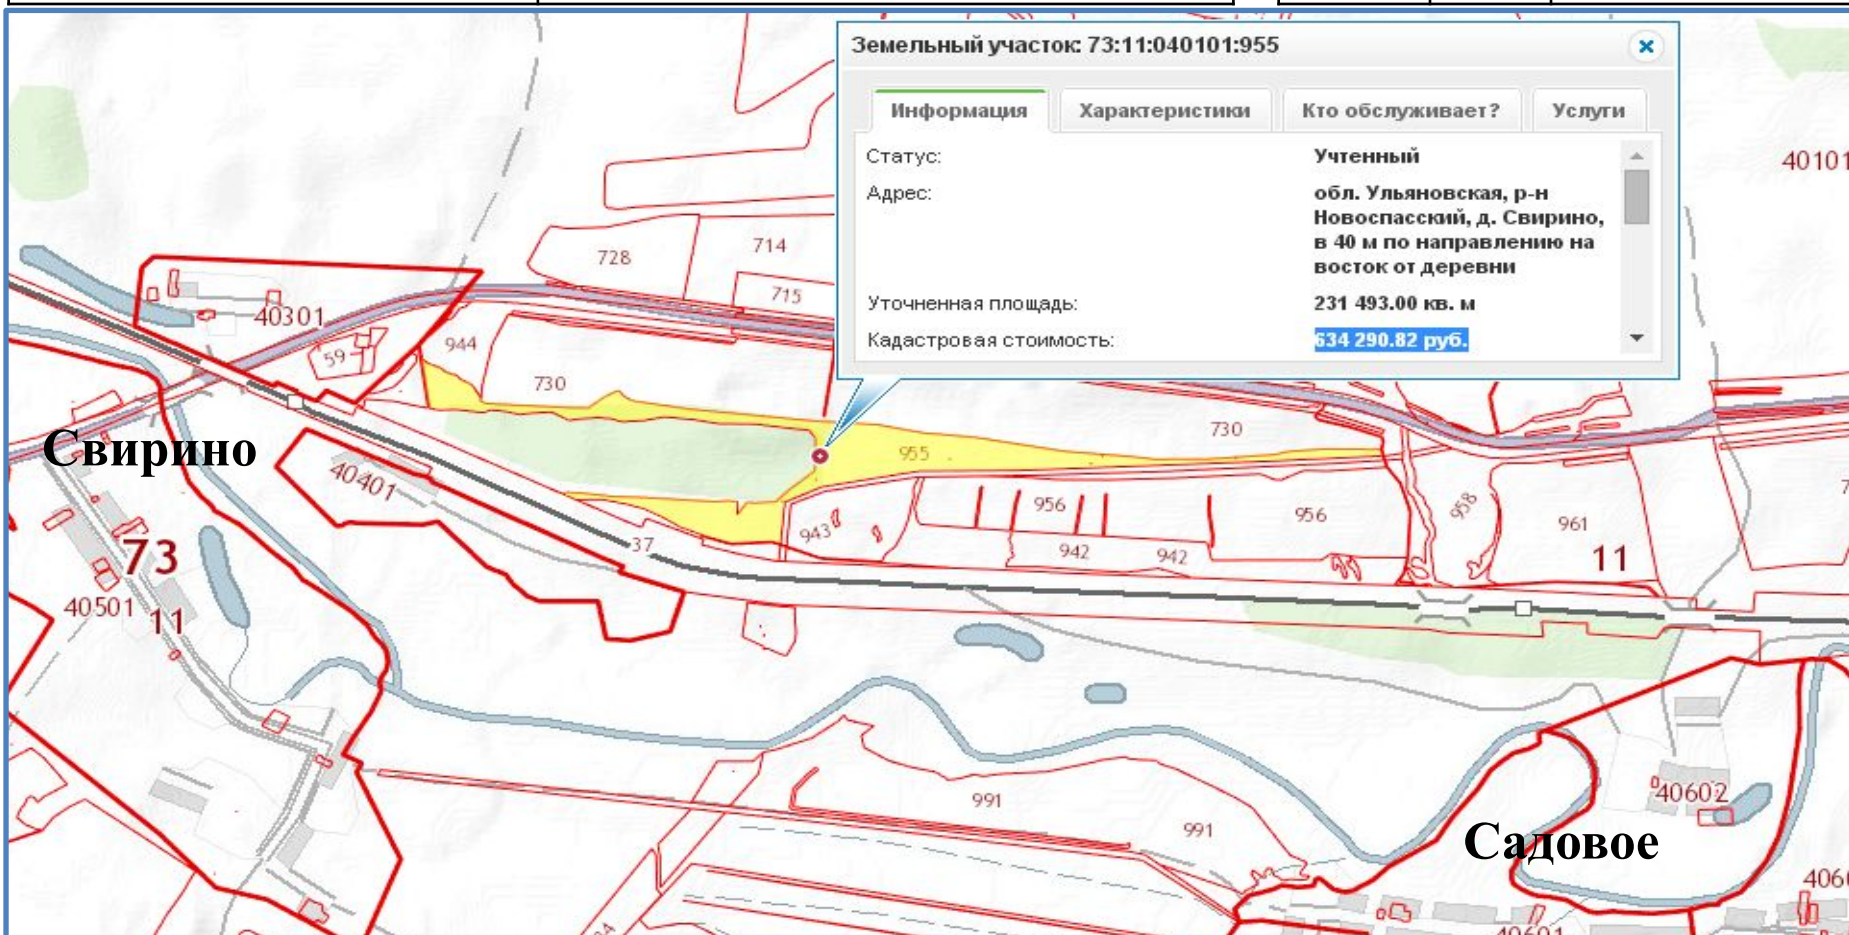 Земельный участок: 73:11:040101:955
Информация
Характеристики
Кто обслуживает?
Услуги
Статус:
Учтенный
Адрес:
обл. Ульяновская, р-н
Новоспасский, д. Свирино,
в 40 м по направлению на
восток от деревни
Уточненная площадь:
231 493.00 кв. м
Кадастровая стоимость:
634 290.82 руб.
40101
728
714
715
40301
59
944
730
Свирино
40401
955
730
956
956
958
961
11
943
942
942
37
73
40501
11
991
991
40602
Садовое
4060
40601